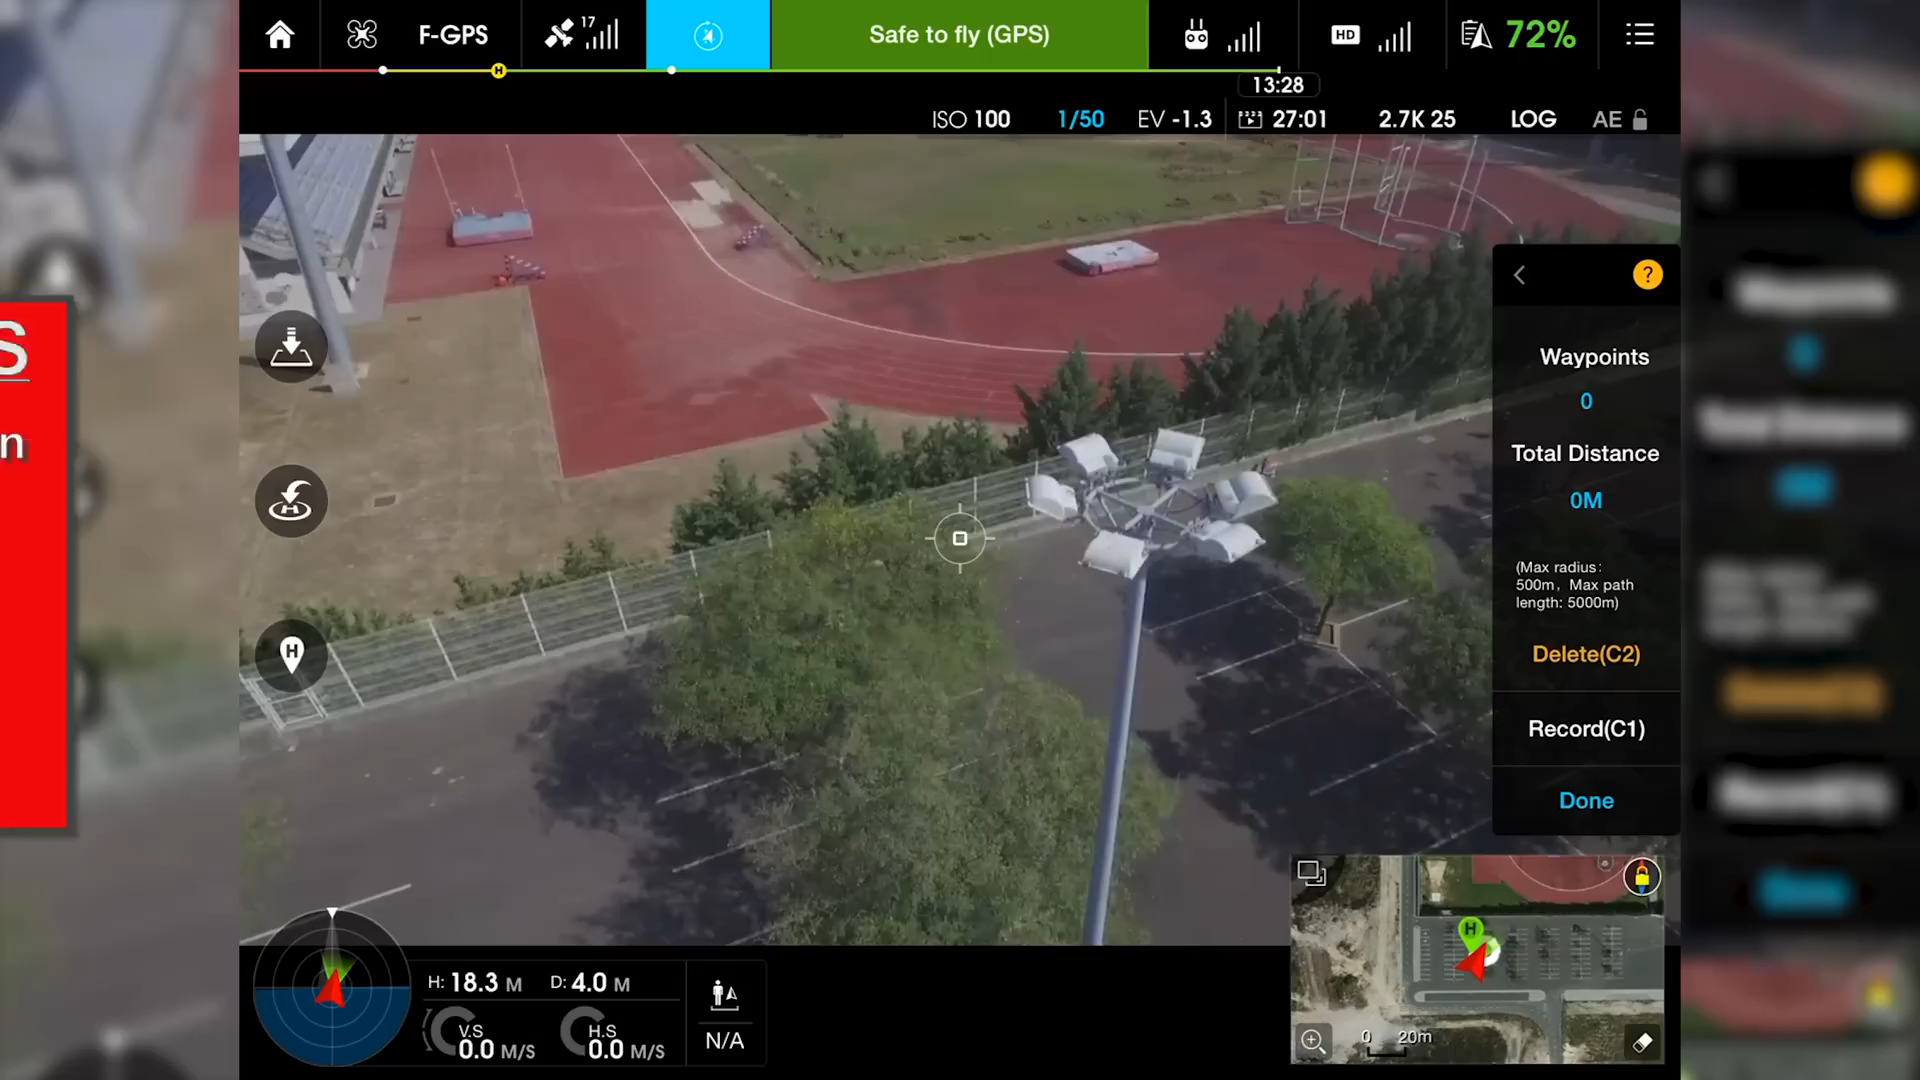 F-GPS
17
Safe to fly (GPS)
HD
72%
H
13:28
ISO 100
1/50
EV -1.3
27:01
2.7K 25
LOG
AE
?
S
n
Waypoints
0
Total Distance
0M
(Max radius:
500m, Max path
length: 5000m)
Delete(C2)
Record(C1)
Done
H
H
H: 18.3 M
D: 4.0 M
V.S
0.0 M/S
H.S
0.0 M/S
N/A
H
0
20m